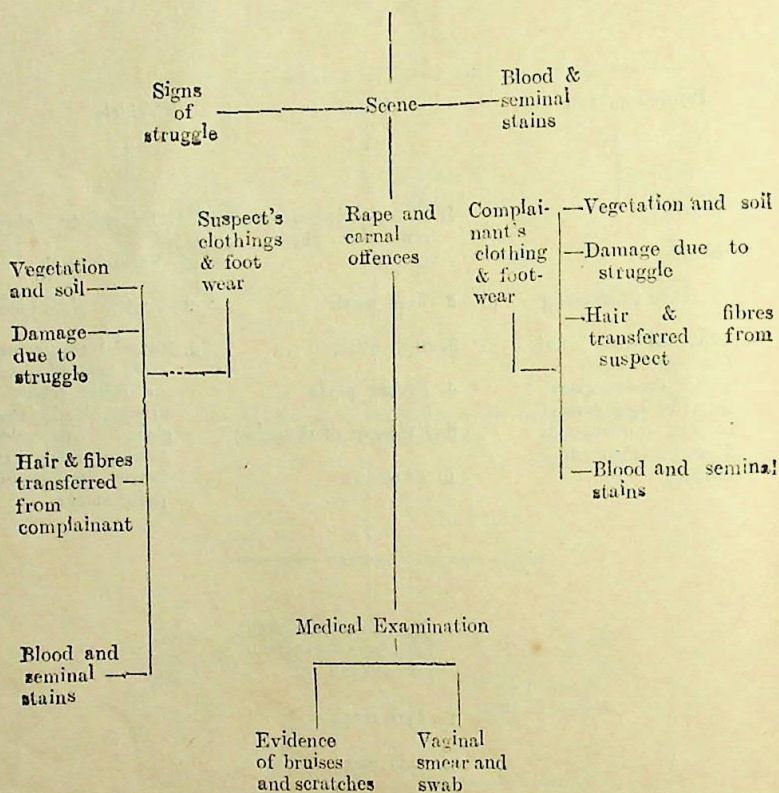 Signs
of
struggle
Scene
Blood &
seminal
stains
Suspect's
clothings
& foot
wear
Rape and
carnal
offences
Complai-
nant's
clothing
& foot-
wear
Vegetation and soil
Damage due to
struggle
Hair & fibres
transferred from
suspect
Blood and seminal
stains
Vegetation
and soil
Damage
due to
struggle
Hair & fibres
transferred
from
complainant
Blood and
seminal
stains
Medical Examination
Evidence
of bruises
and scratches
Vaginal
smear and
swab